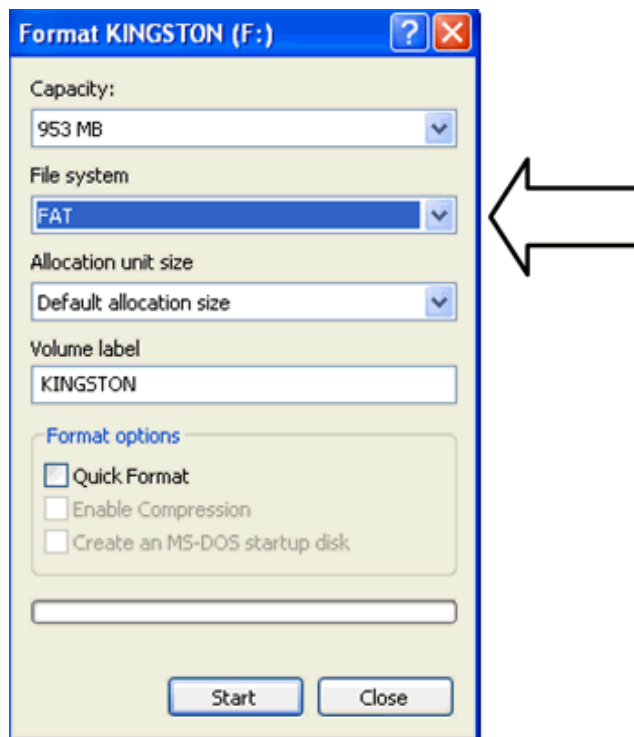 Format KINGSTON (F:)
?
Capacity:
953 MB
File system
FAT
Allocation unit size
Default allocation size
Volume label
KINGSTON
Format options
Quick Format
Enable Compression
Create an MS-DOS startup disk
Start Close